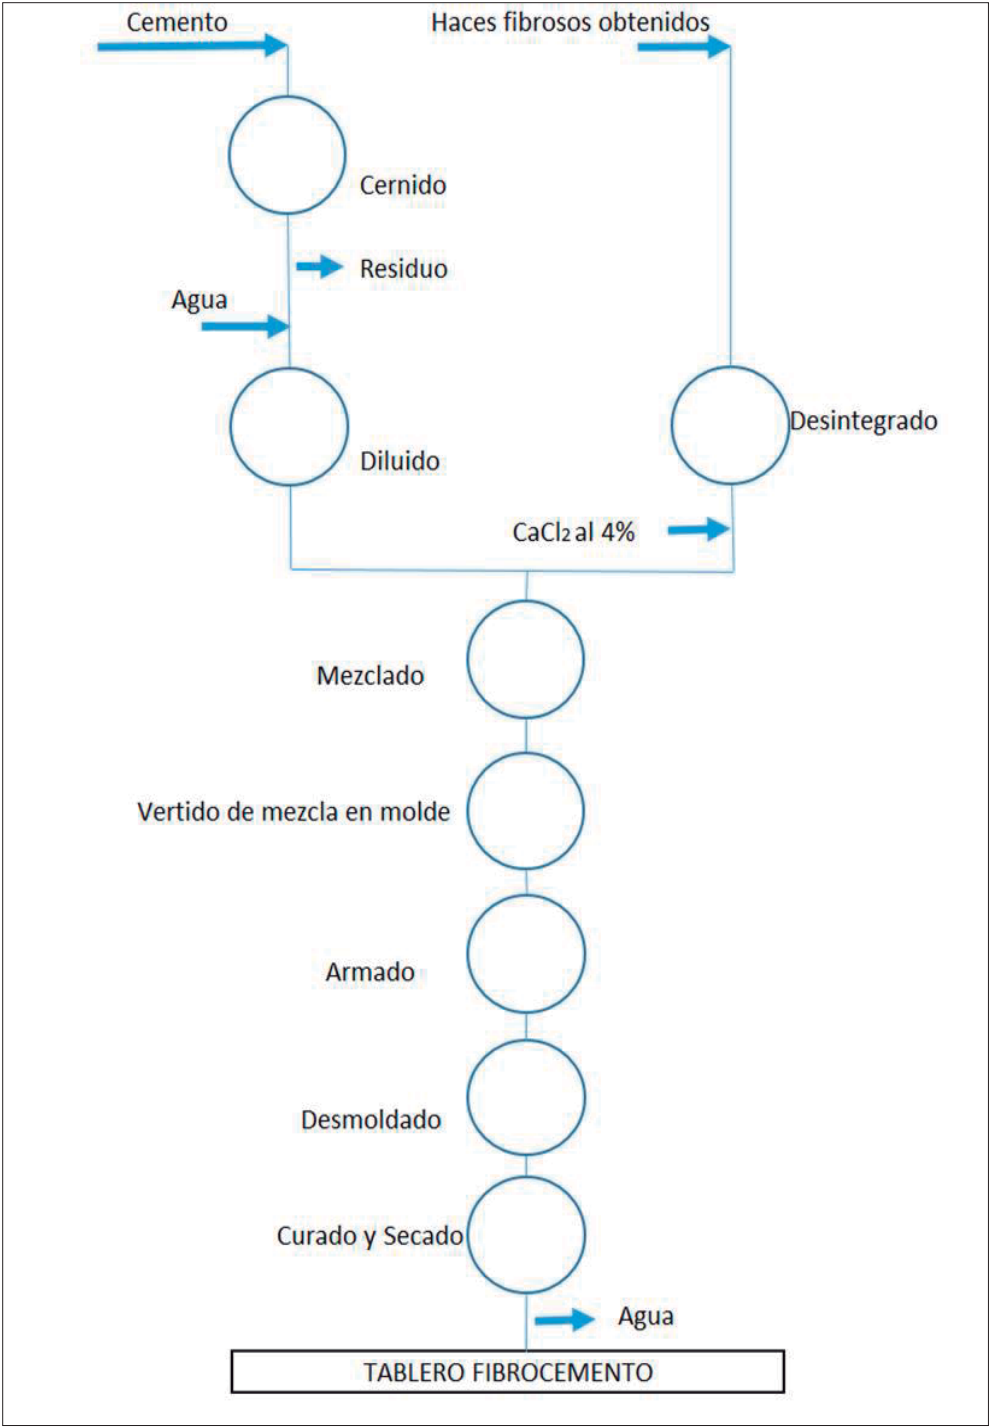 Cemento
Haces fibrosos obtenidos
Cernido
Residuo
Agua
Diluido
Desintegrado
CaCl₂ al 4%
Mezclado
Vertido de mezcla en molde
Armado
Desmoldado
Curado y Secado
Agua
TABLERO FIBROCEMENTO